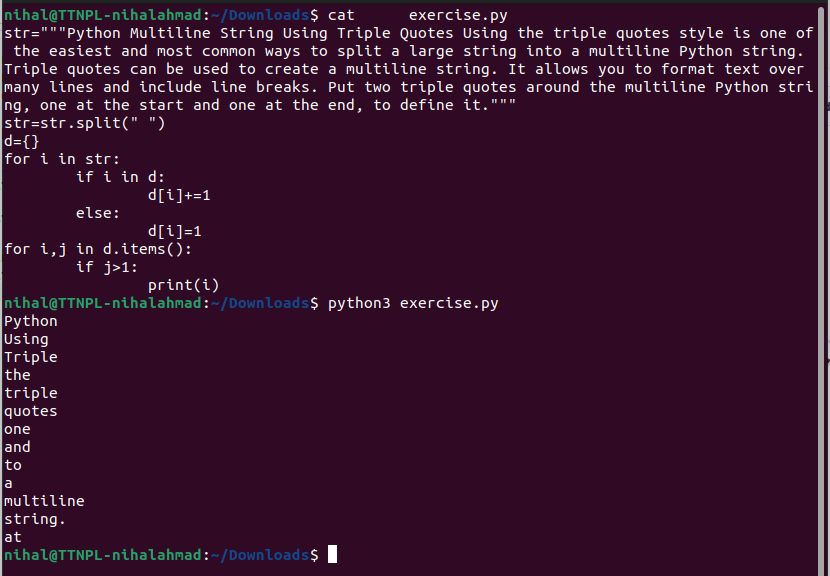 nihal@TTNPL-nihalahmad:~/Downloads$ cat      exercise.py
str="""Python Multiline String Using Triple Quotes Using the triple quotes style is one of
 the easiest and most common ways to split a large string into a multiline Python string.
Triple quotes can be used to create a multiline string. It allows you to format text over
many lines and include line breaks. Put two triple quotes around the multiline Python stri
ng, one at the start and one at the end, to define it."""
str=str.split(" ")
d={}
for i in str:
        if i in d:
                d[i]+=1
        else:
                d[i]=1
for i,j in d.items():
        if j>1:
                print(i)
nihal@TTNPL-nihalahmad:~/Downloads$ python3 exercise.py
Python
Using
Triple
the
triple
quotes
one
and
to
a
multiline
string.
at
nihal@TTNPL-nihalahmad:~/Downloads$